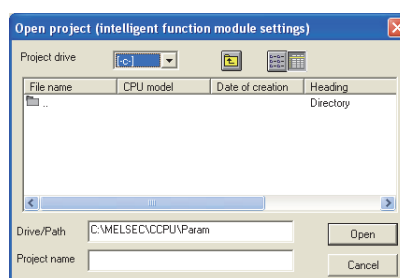 Open project (intelligent function module settings)
Project drive [-c-]
File name CPU model Date of creation Heading
.. Directory
Drive/Path C:\MELSEC\CCPU\Param
Open
Project name
Cancel